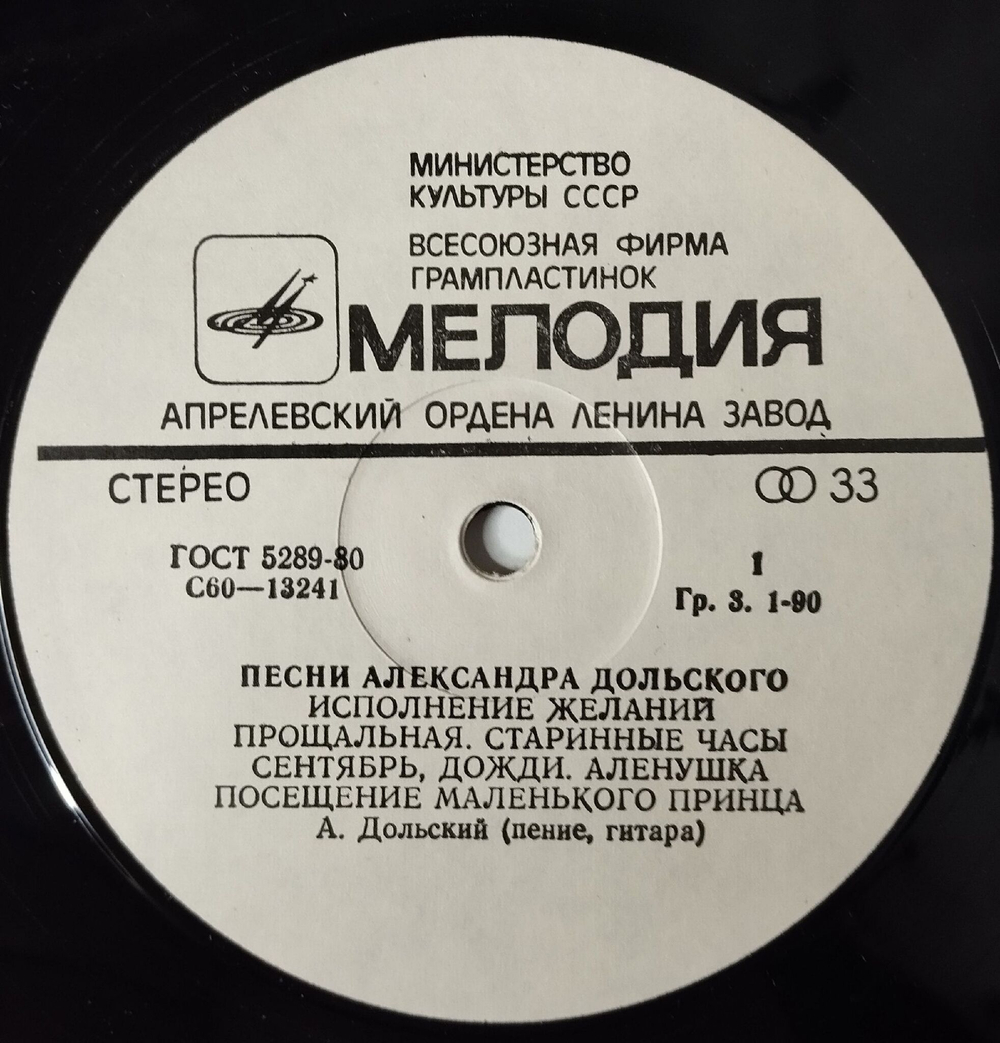 МИНИСТЕРСТВО
КУЛЬТУРЫ СССР
ВСЕСОЮЗНАЯ ФИРМА
ГРАМПЛАСТИНОК
МЕЛОДИЯ
АПРЕЛЕВСКИЙ ОРДЕНА ЛЕНИНА ЗАВОД
СТЕРЕО 33
ГОСТ 5289-80
С60—13241
1
Гр. 3. 1-90
ПЕСНИ АЛЕКСАНДРА ДОЛЬСКОГО
ИСПОЛНЕНИЕ ЖЕЛАНИЙ
ПРОЩАЛЬНАЯ. СТАРИННЫЕ ЧАСЫ
СЕНТЯБРЬ, ДОЖДИ. АЛЕНУШКА
ПОСЕЩЕНИЕ МАЛЕНЬКОГО ПРИНЦА
А. Дольский (пение, гитара)